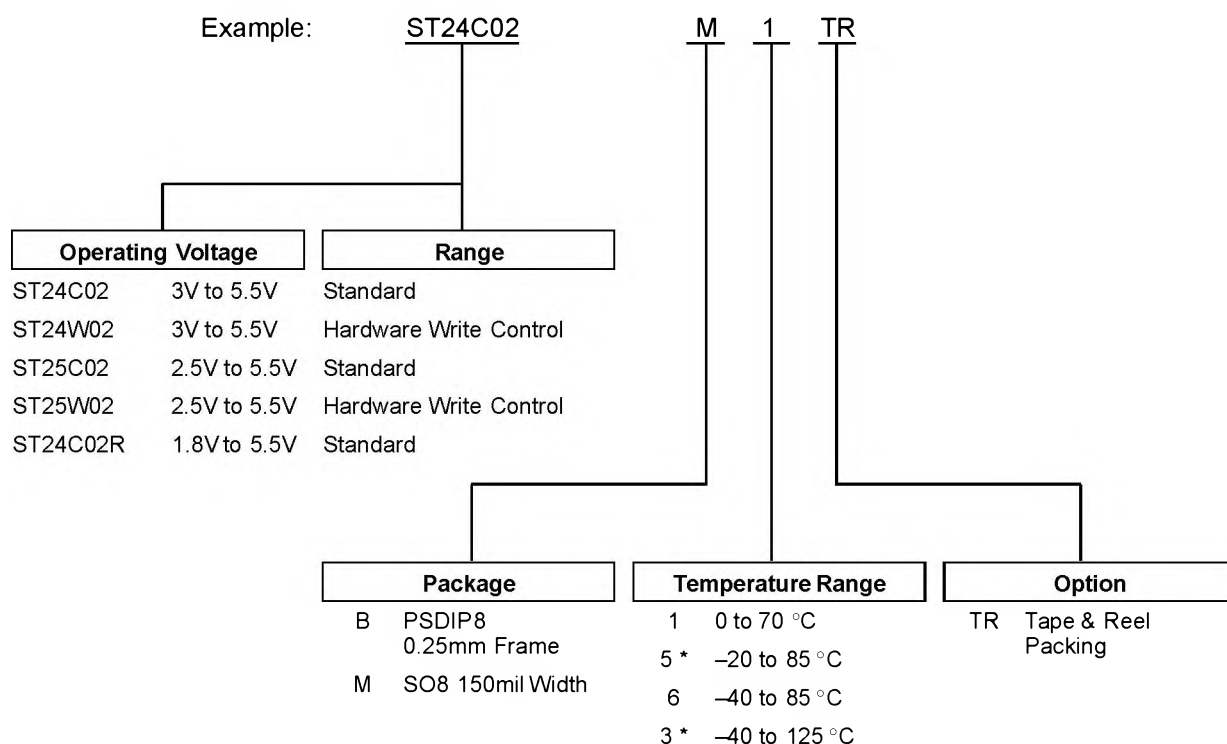 Example: ST24C02 M 1 TR
Operating Voltage Range
ST24C02 3V to 5.5V Standard
ST24W02 3V to 5.5V Hardware Write Control
ST25C02 2.5V to 5.5V Standard
ST25W02 2.5V to 5.5V Hardware Write Control
ST24C02R 1.8V to 5.5V Standard
Package Temperature Range Option
B PSDIP8 1 0 to 70 °C TR Tape & Reel
0.25mm Frame Packing
5 * –20 to 85 °C
M SO8 150mil Width 6 –40 to 85 °C
3 * –40 to 125 °C